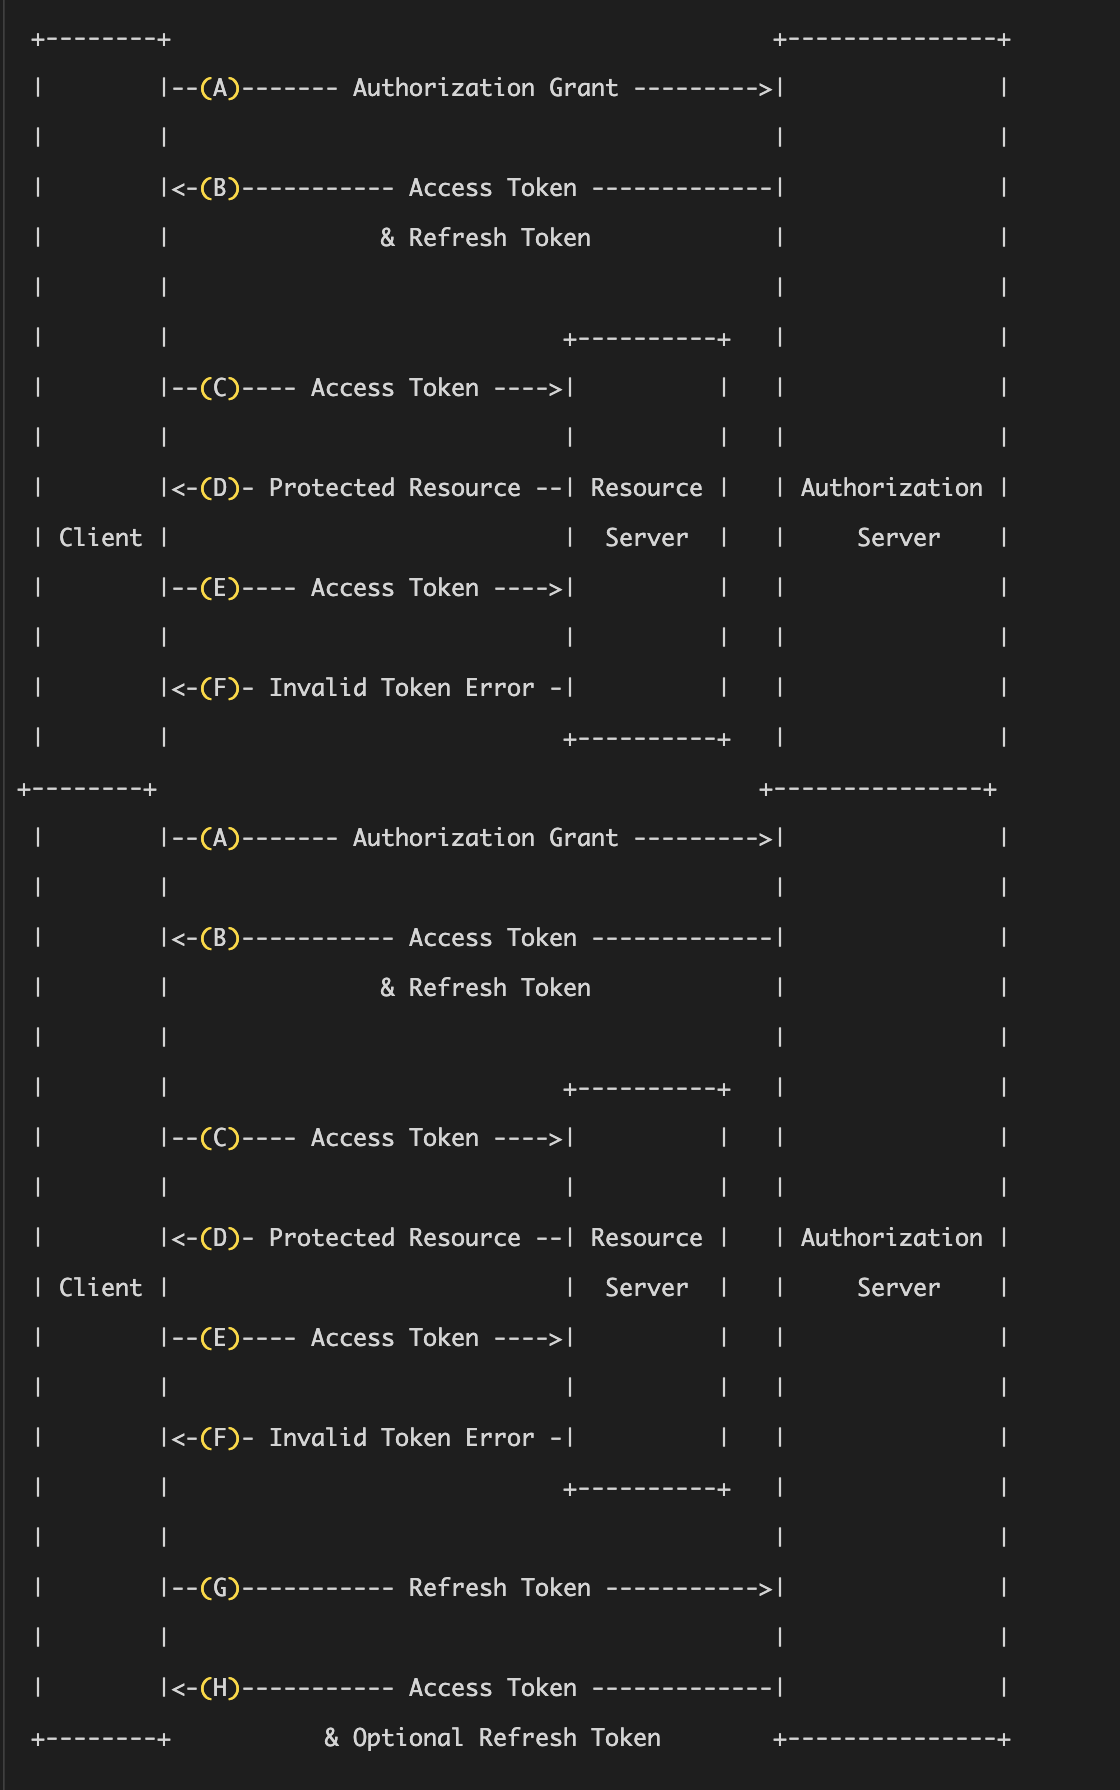 +--------+                                           +---------------+
|        |--(A)------- Authorization Grant --------->|               |
|        |                                           |               |
|        |<-(B)----------- Access Token -------------|               |
|        |               & Refresh Token             |               |
|        |                                           |               |
|        |                            +----------+   |               |
|        |--(C)---- Access Token ---->|          |   |               |
|        |                            |          |   |               |
|        |<-(D)- Protected Resource --| Resource |   | Authorization |
| Client |                            |  Server  |   |     Server    |
|        |--(E)---- Access Token ---->|          |   |               |
|        |                            |          |   |               |
|        |<-(F)- Invalid Token Error -|          |   |               |
|        |                            +----------+   |               |
+--------+                                           +---------------+
|        |--(A)------- Authorization Grant --------->|               |
|        |                                           |               |
|        |<-(B)----------- Access Token -------------|               |
|        |               & Refresh Token             |               |
|        |                                           |               |
|        |                            +----------+   |               |
|        |--(C)---- Access Token ---->|          |   |               |
|        |                            |          |   |               |
|        |<-(D)- Protected Resource --| Resource |   | Authorization |
| Client |                            |  Server  |   |     Server    |
|        |--(E)---- Access Token ---->|          |   |               |
|        |                            |          |   |               |
|        |<-(F)- Invalid Token Error -|          |   |               |
|        |                            +----------+   |               |
|        |                                           |               |
|        |--(G)----------- Refresh Token ----------->|               |
|        |                                           |               |
|        |<-(H)----------- Access Token -------------|               |
+--------+           & Optional Refresh Token        +---------------+